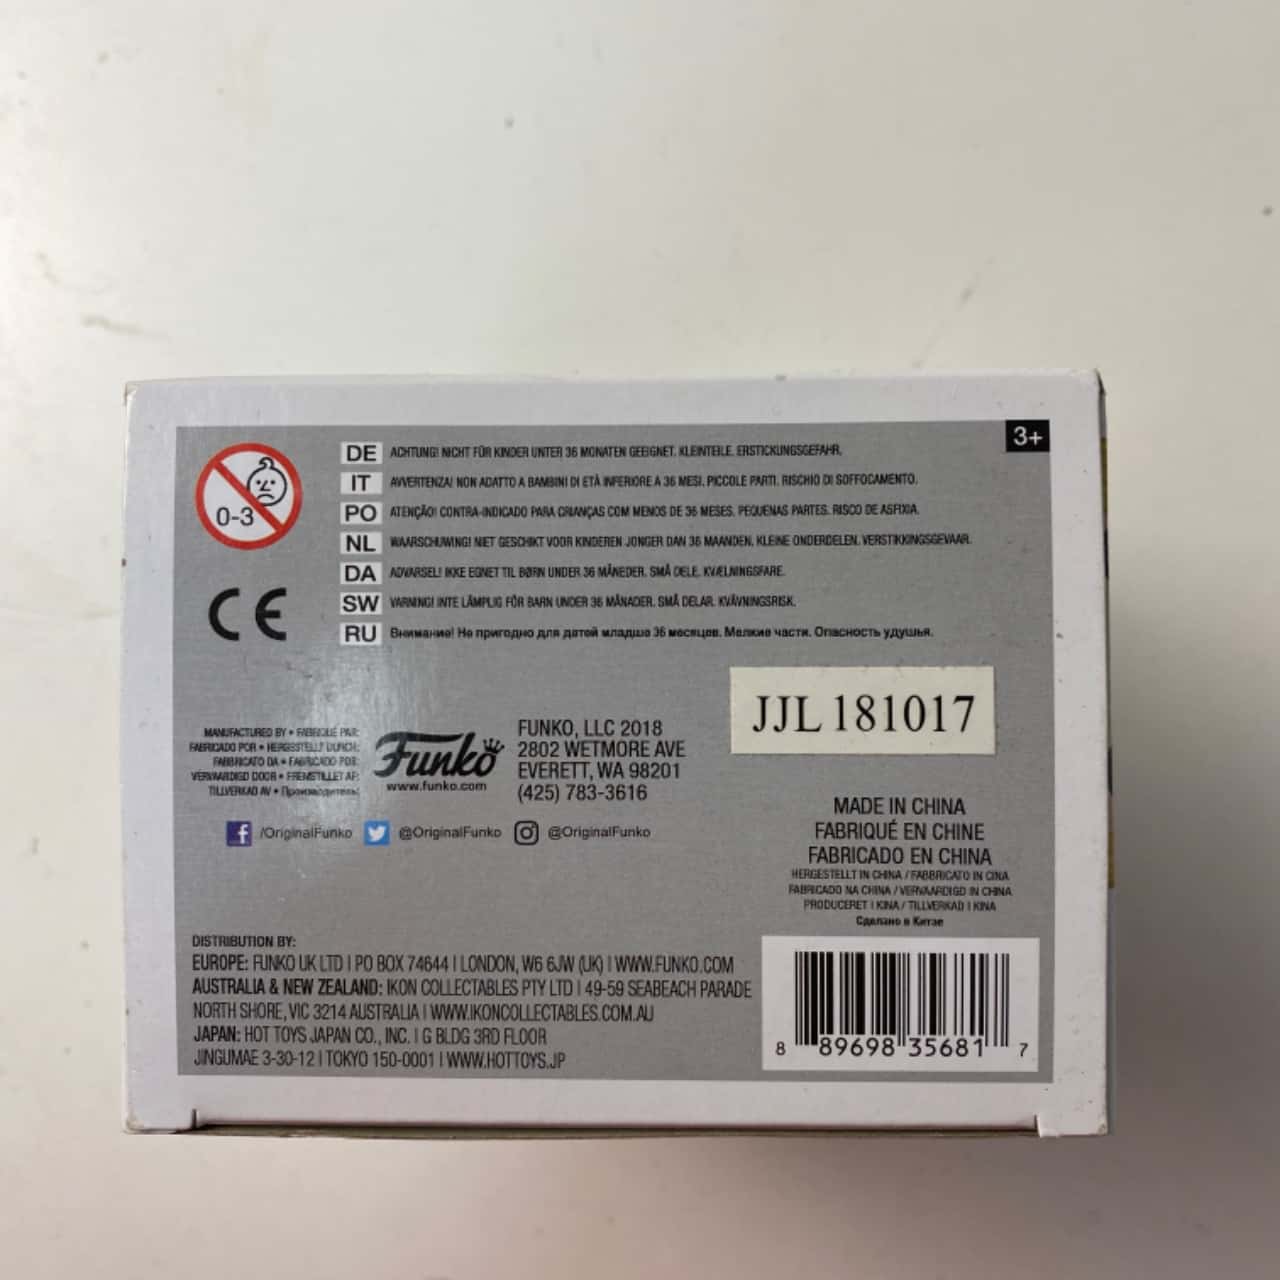 3+
0-3
DE ACHTUNG! NICHT FÜR KINDER UNTER 36 MONATEN GEEIGNET. KLEINTEILE. ERSTICKUNGSGEFAHR.
IT AVVERTENZA! NON ADATTO A BAMBINI DI ETÀ INFERIORE A 36 MESI. PICCOLE PARTI. RISCHIO DI SOFFOCAMENTO.
PO ATENÇÃO! CONTRA-INDICADO PARA CRIANÇAS COM MENOS DE 36 MESES. PEQUENAS PARTES. RISCO DE ASFIXIA.
NL WAARSCHUWING! NIET GESCHIKT VOOR KINDEREN JONGER DAN 36 MAANDEN. KLEINE ONDERDELEN. VERSTIKKINGSGEVAAR.
DA ADVARSEL! IKKE EGNET TIL BØRN UNDER 36 MÅNEDER. SMÅ DELE. KVÆLNINGSFARE.
SW VARNING! INTE LÄMPLIG FÖR BARN UNDER 36 MÅNADER. SMÅ DELAR. KVÄVNINGSRISK.
RU Внимание! Не пригодно для детей младше 36 месяцев. Мелкие части. Опасность удушья.
CE
JJL 181017
MANUFACTURED BY • FABRIQUÉ PAR:
FABRICADO POR • HERGESTELLT DURCH:
FABBRICATO DA • FABRICADO POR:
VERVAARDIGD DOOR • FREMSTILLET AF:
TILLVERKAD AV • Производитель:
Funko
www.funko.com
FUNKO, LLC 2018
2802 WETMORE AVE
EVERETT, WA 98201
(425) 783-3616
/OriginalFunko @OriginalFunko @OriginalFunko
MADE IN CHINA
FABRIQUÉ EN CHINE
FABRICADO EN CHINA
HERGESTELLT IN CHINA / FABBRICATO IN CINA
FABRICADO NA CHINA / VERVAARDIGD IN CHINA
PRODUCERET I KINA / TILLVERKAD I KINA
Сделано в Китае
DISTRIBUTION BY:
EUROPE: FUNKO UK LTD | PO BOX 74644 | LONDON, W6 6JW (UK) | WWW.FUNKO.COM
AUSTRALIA & NEW ZEALAND: IKON COLLECTABLES PTY LTD | 49-59 SEABEACH PARADE
NORTH SHORE, VIC 3214 AUSTRALIA | WWW.IKONCOLLECTABLES.COM.AU
JAPAN: HOT TOYS JAPAN CO., INC. | G BLDG 3RD FLOOR
JINGUMAE 3-30-12 | TOKYO 150-0001 | WWW.HOTTOYS.JP
8 89698 35681 7